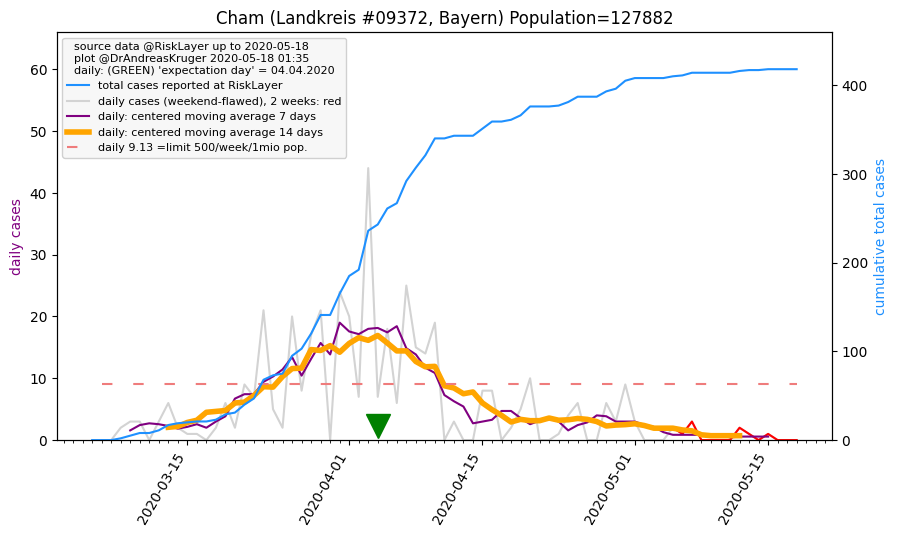 Cham (Landkreis #09372, Bayern) Population=127882
source data @RiskLayer up to 2020-05-18
plot @DrAndreasKruger 2020-05-18 01:35
daily: (GREEN) 'expectation day' = 04.04.2020
total cases reported at RiskLayer
daily cases (weekend-flawed), 2 weeks: red
daily: centered moving average 7 days
daily: centered moving average 14 days
daily 9.13 =limit 500/week/1mio pop.
daily cases
60
50
40
30
20
10
0
cumulative total cases
400
300
200
100
0
2020-03-15
2020-04-01
2020-04-15
2020-05-01
2020-05-15